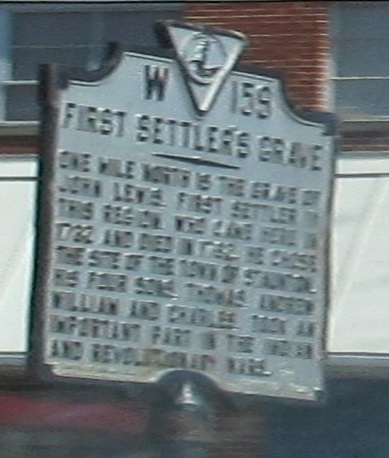 W 159
FIRST SETTLER'S GRAVE
ONE MILE NORTH IS THE GRAVE OF
JOHN LEWIS, FIRST SETTLER IN
THIS REGION, WHO CAME HERE IN
1732 AND DIED IN 1762. HE CHOSE
THE SITE OF THE TOWN OF STAUNTON.
HIS FOUR SONS, THOMAS, ANDREW,
WILLIAM AND CHARLES, TOOK AN
IMPORTANT PART IN THE INDIAN
AND REVOLUTIONARY WARS.